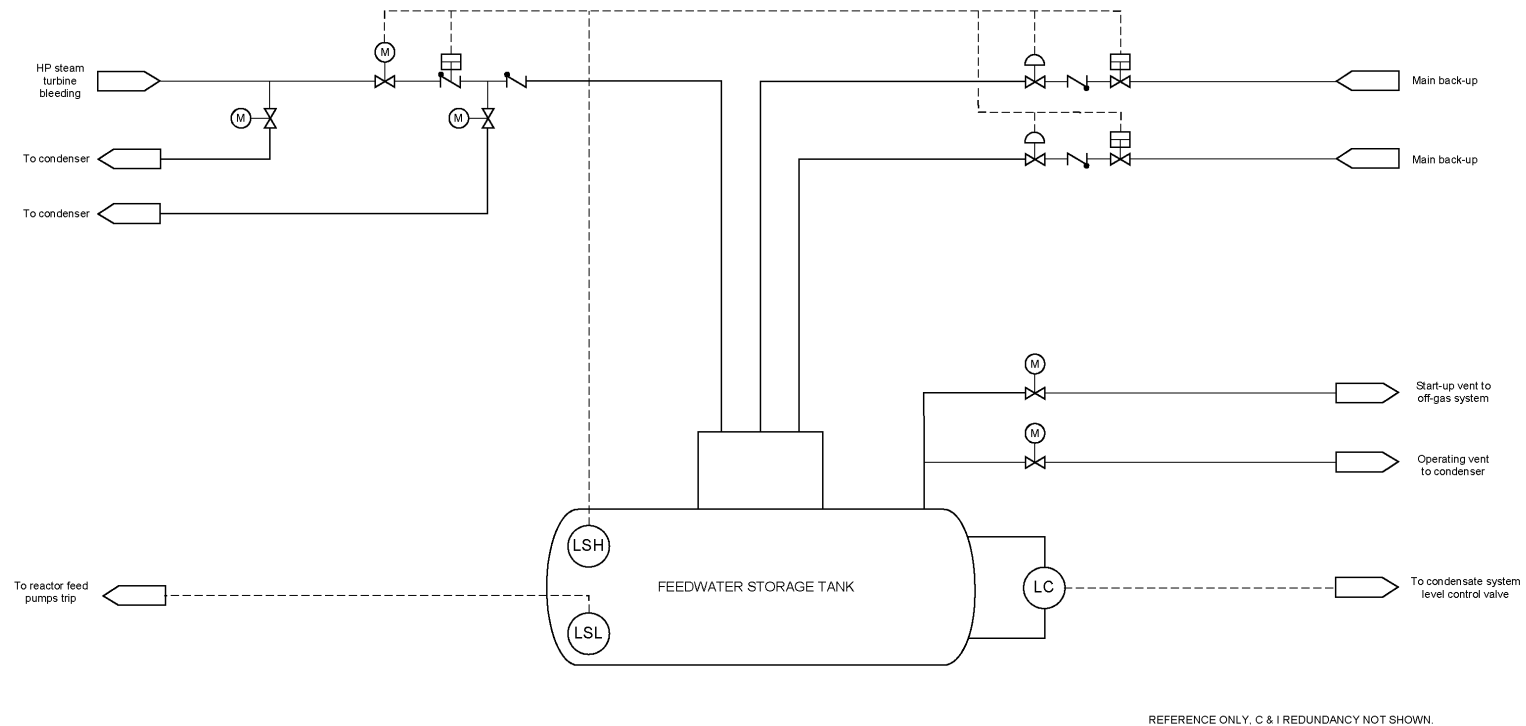 M
HP steam
turbine
bleeding
Main back-up
M
M
To condenser
Main back-up
To condenser
M
Start-up vent to
off-gas system
M
Operating vent
to condenser
LSH
To reactor feed
pumps trip
FEEDWATER STORAGE TANK
LC
To condensate system
level control valve
LSL
REFERENCE ONLY, C & I REDUNDANCY NOT SHOWN.